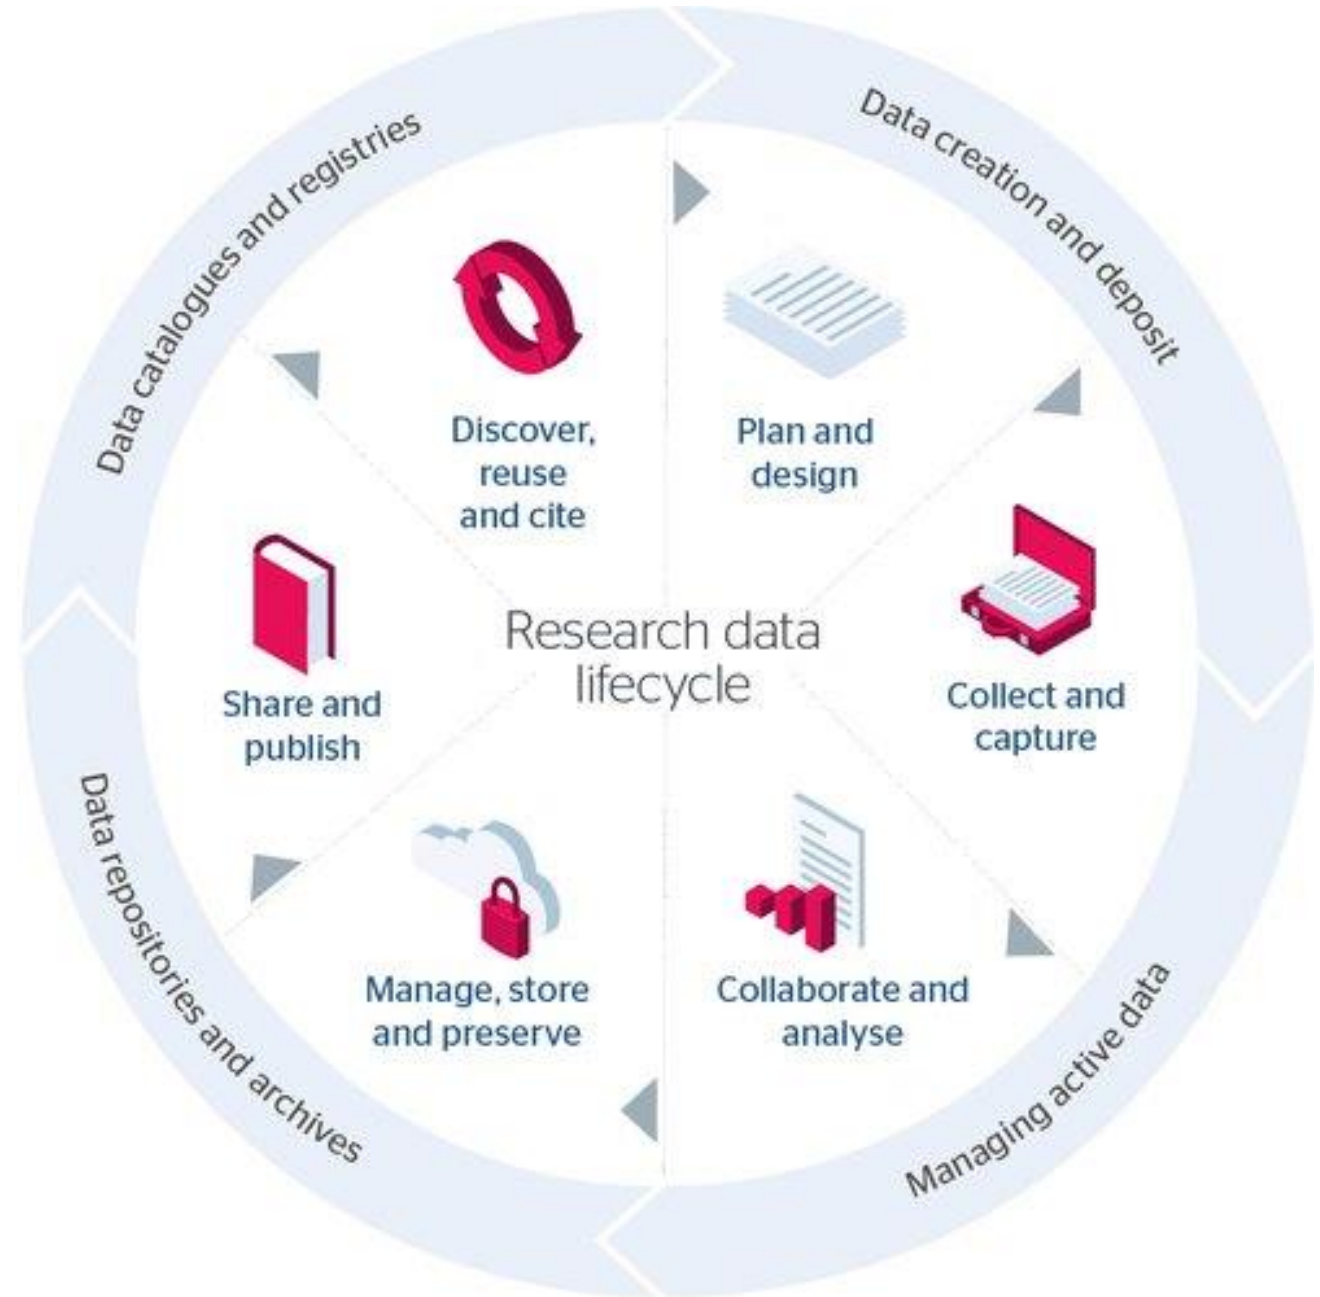 Research data
lifecycle
Data creation and deposit
Plan and
design
Collect and
capture
Managing active data
Collaborate and
analyse
Data repositories and archives
Manage, store
and preserve
Share and
publish
Data catalogues and registries
Discover,
reuse
and cite